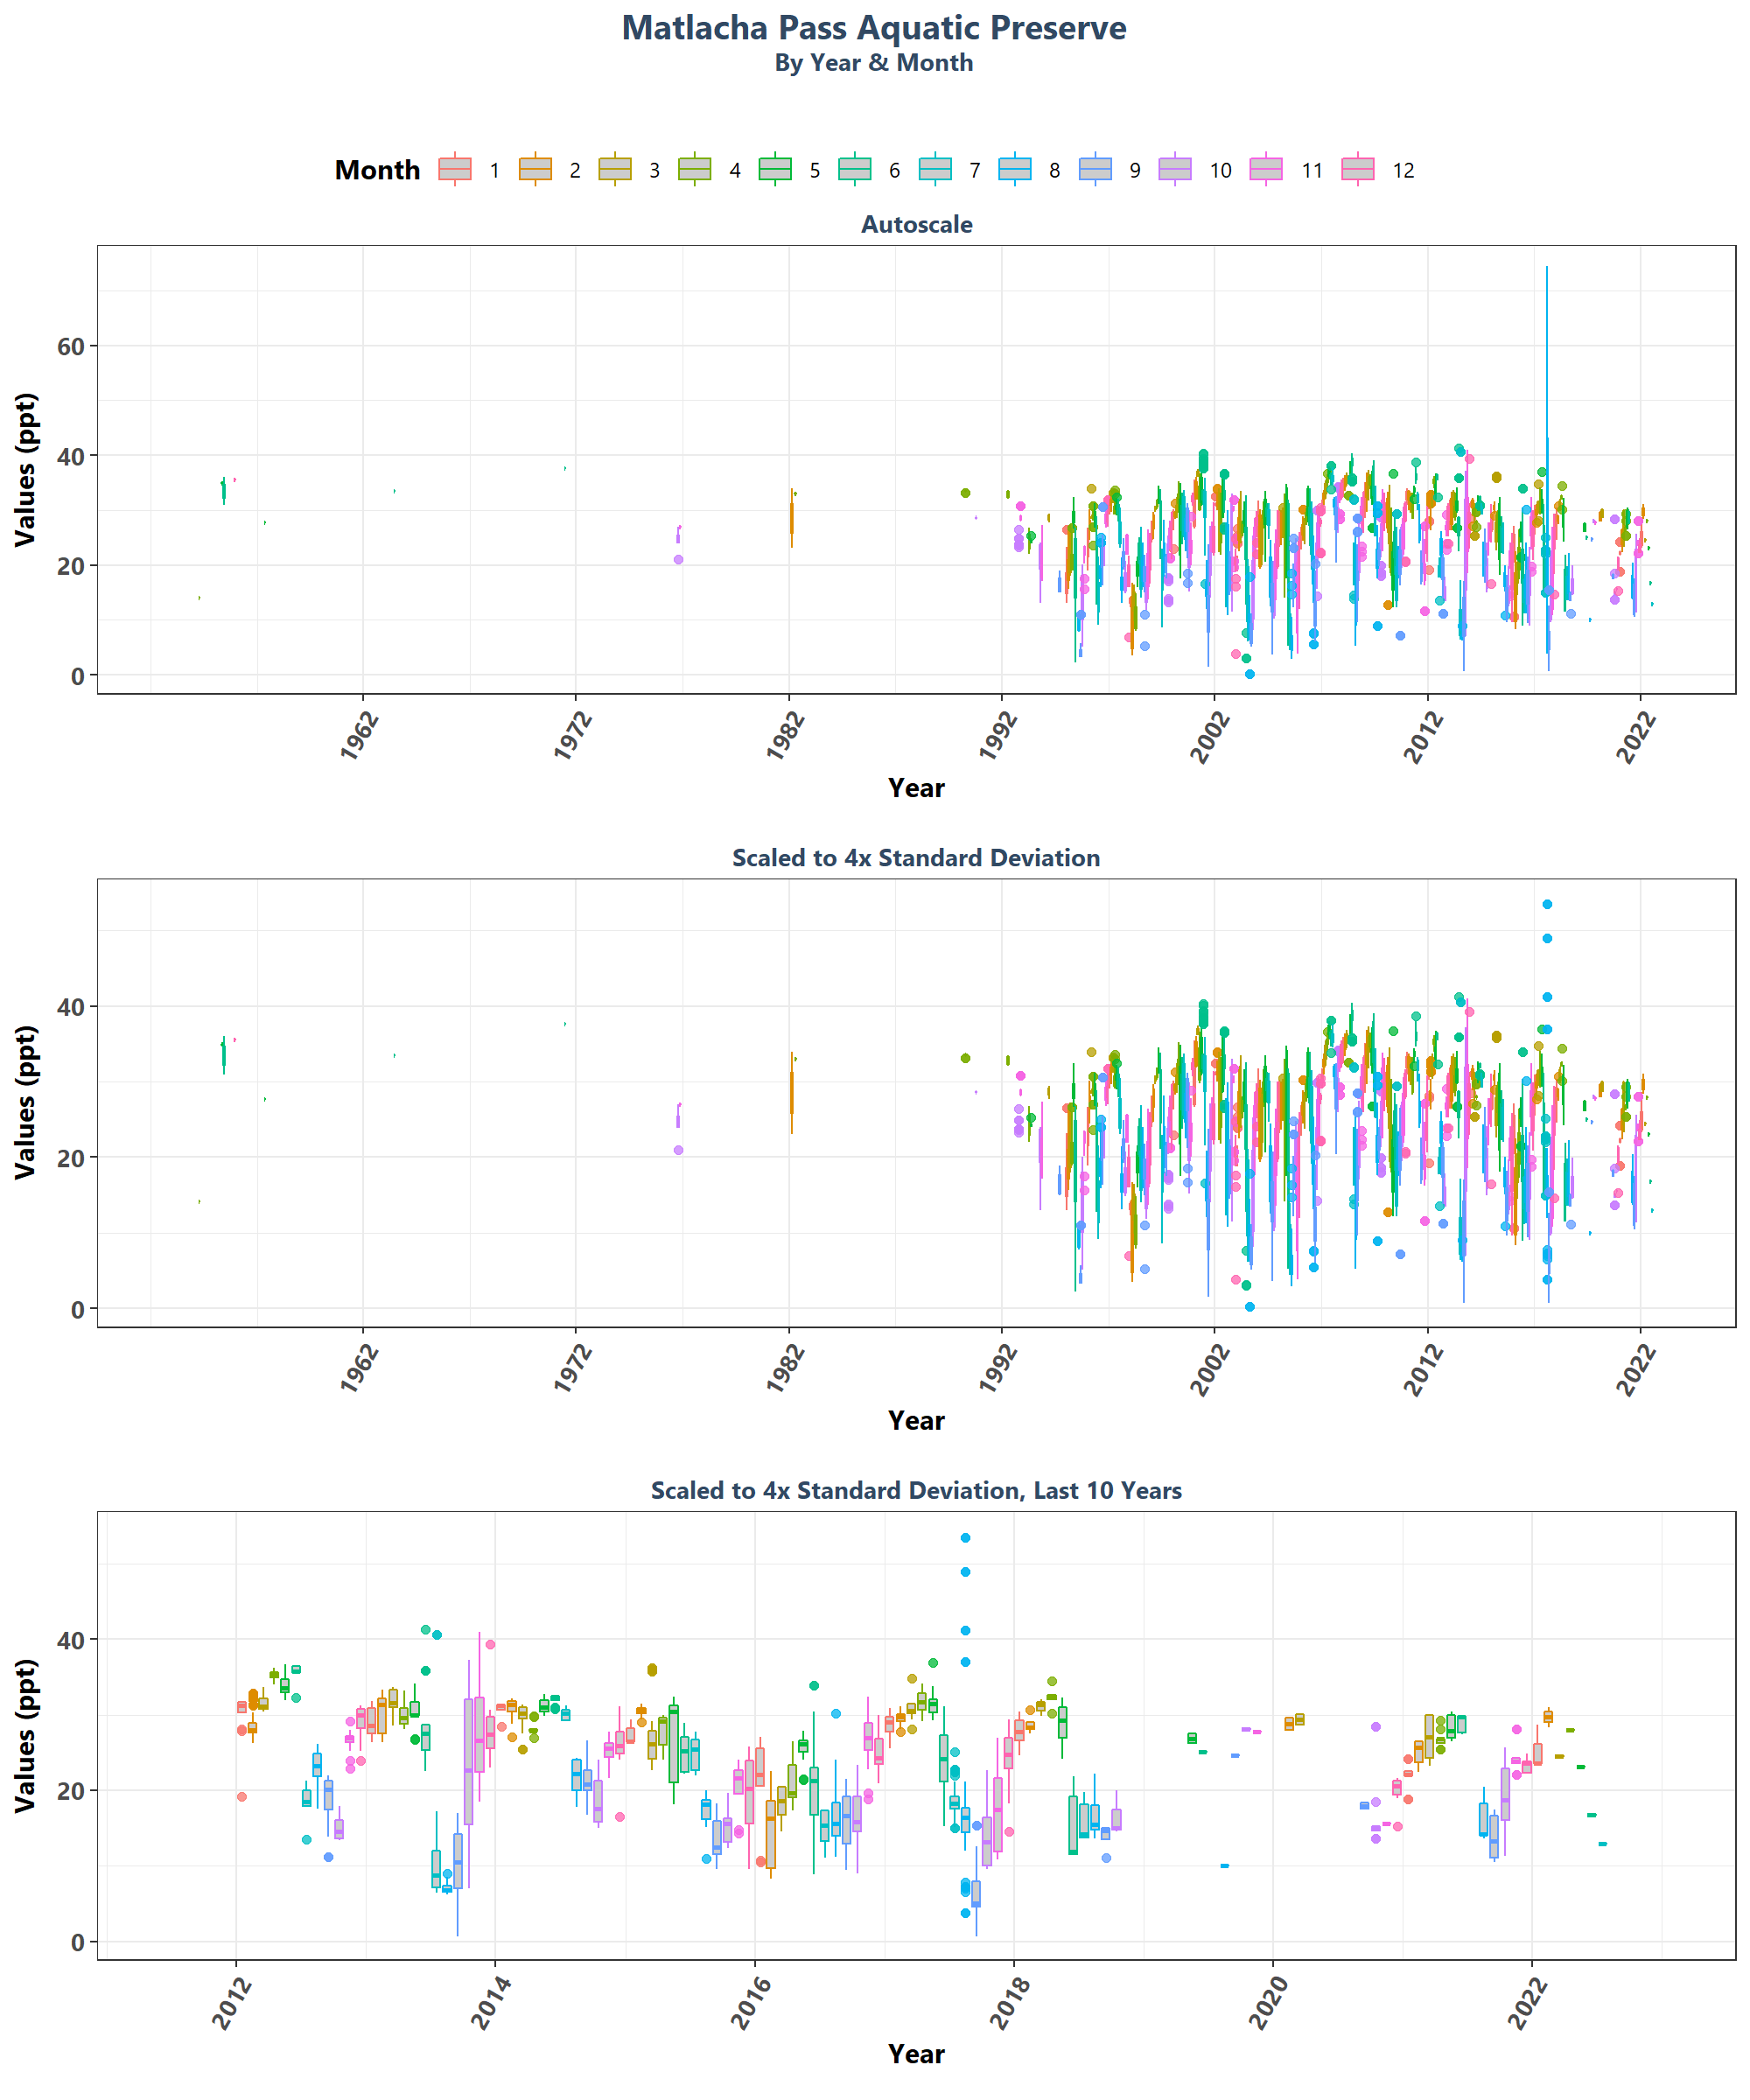 Matlacha Pass Aquatic Preserve
By Year & Month
Month 1 2 3 4 5 6 7 8 9 10 11 12
Autoscale
Values (ppt)
60
40
20
0
1962 1972 1982 1992 2002 2012 2022
Year
Scaled to 4x Standard Deviation
Values (ppt)
40
20
0
1962 1972 1982 1992 2002 2012 2022
Year
Scaled to 4x Standard Deviation, Last 10 Years
Values (ppt)
40
20
0
2012 2014 2016 2018 2020 2022
Year